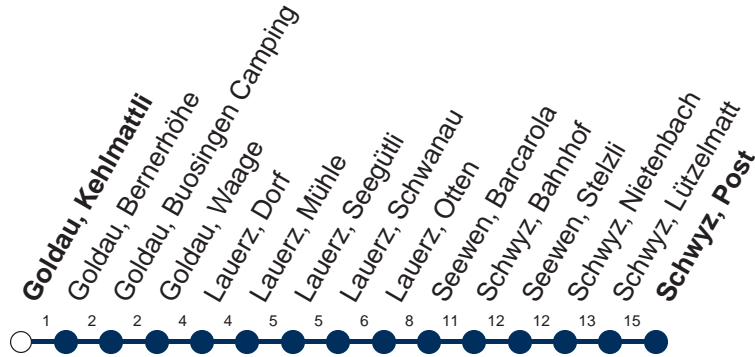 Goldau, Kehlmattli
Goldau, Bernerhöhe
Goldau, Buosingen Camping
Goldau, Waage
Lauerz, Dorf
Lauerz, Mühle
Lauerz, Seegütli
Lauerz, Schwanau
Lauerz, Otten
Seewen, Barcarola
Schwyz, Bahnhof
Seewen, Stelzli
Schwyz, Nietenbach
Schwyz, Lützelmatt
Schwyz, Post
1 2 2 4 4 5 5 6 8 11 12 12 13 15